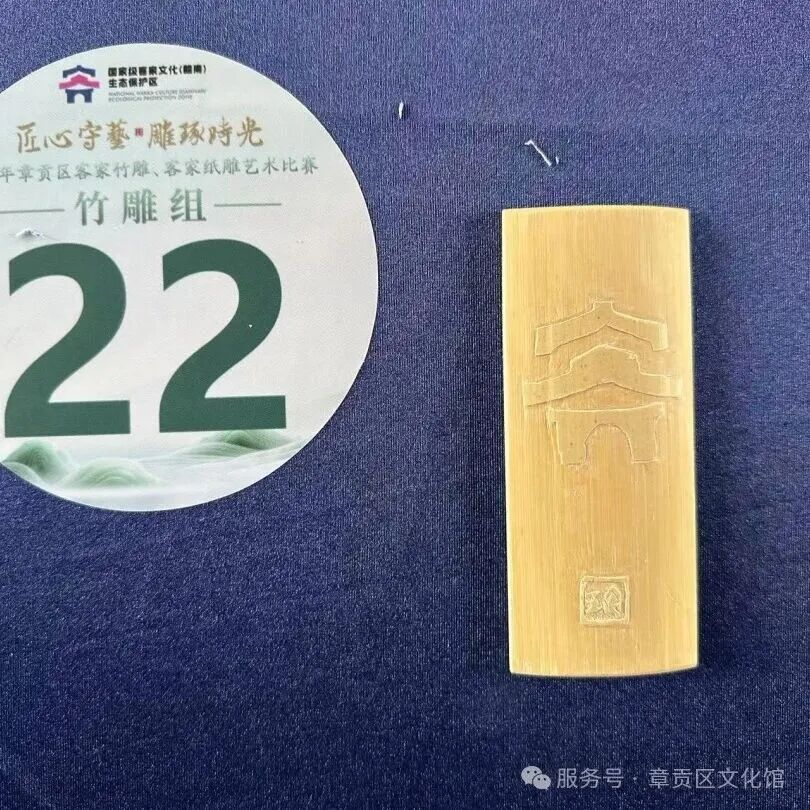 国家级客家文化(赣南)
生态保护区
NATIONAL HAKKA CULTURE (GANNAN)
ECOLOGICAL PROTECTION ZONE
匠心守藝 雕琢時光
年章贡区客家竹雕、客家纸雕艺术比赛
竹雕组
22
服务号·章贡区文化馆